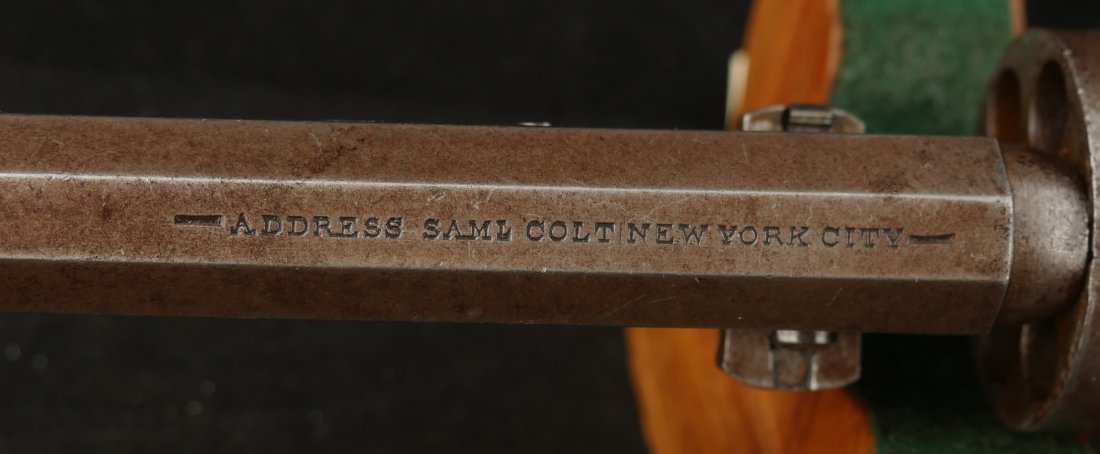 —ADDRESS SAML COLT NEW YORK CITY—